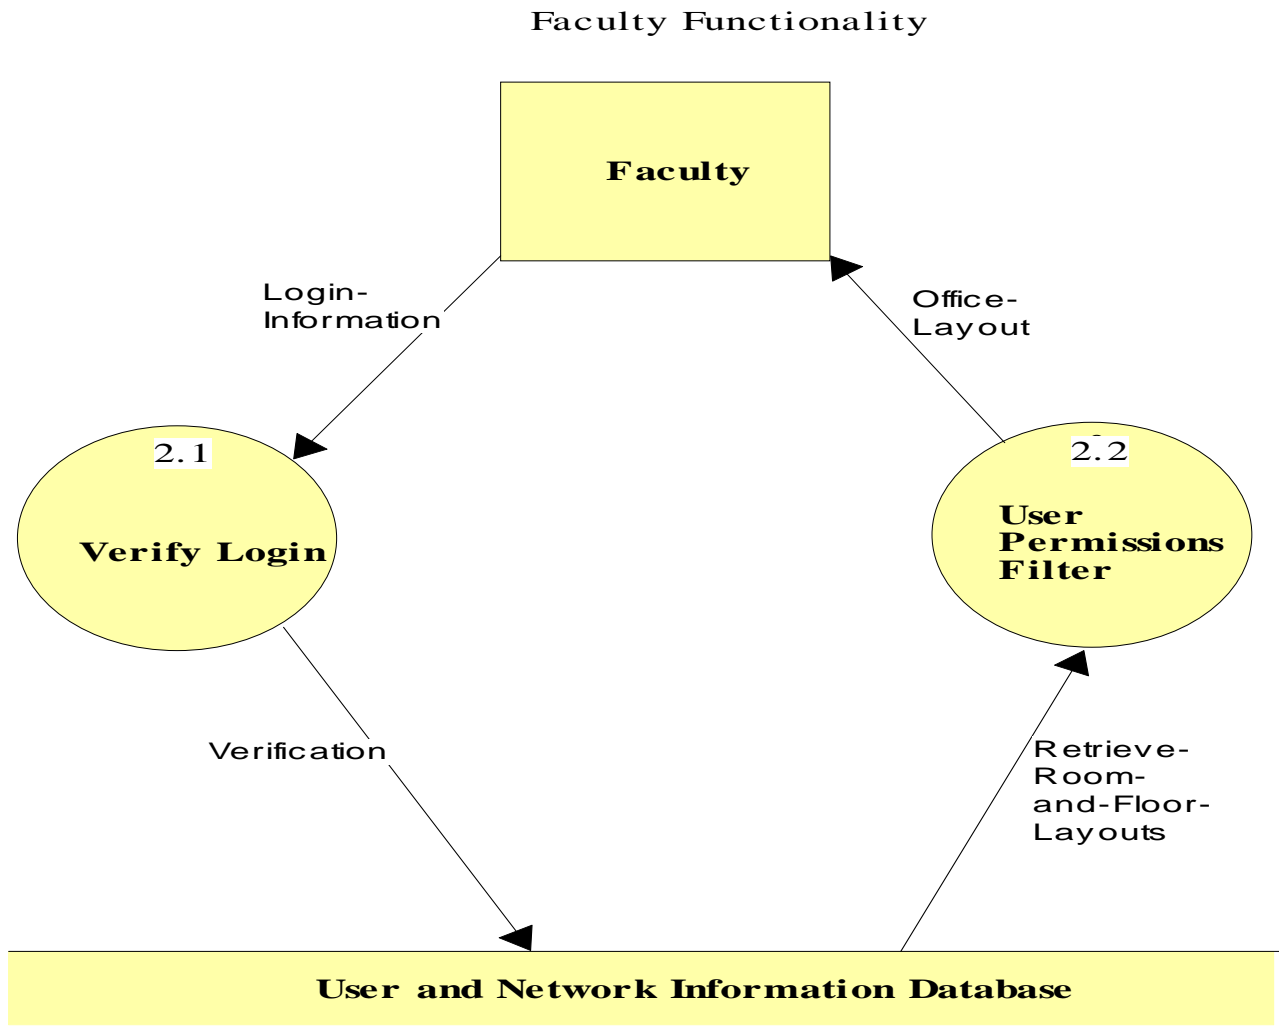 Faculty Functionality
Faculty
Login-
Information
Office-
Layout
2.1
Verify Login
2.2
User
Permissions
Filter
Verification
Retrieve-
Room-
and-Floor-
Layouts
User and Network Information Database